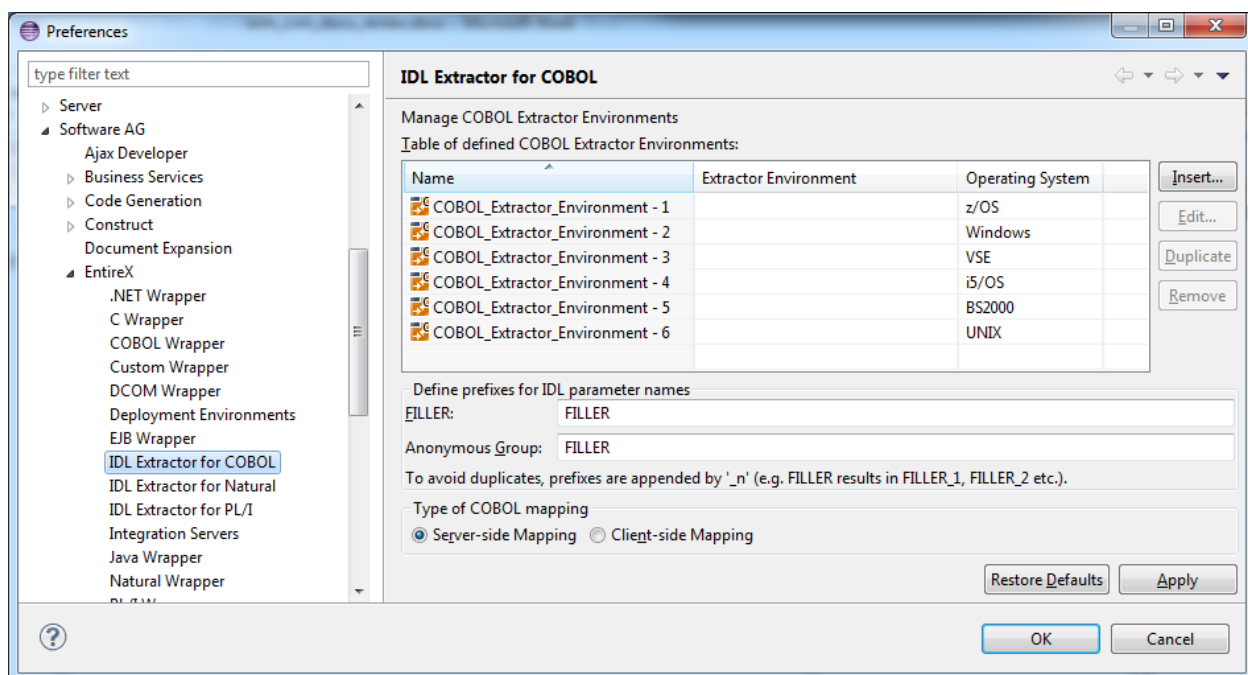 Preferences
type filter text
Server
Software AG
Ajax Developer
Business Services
Code Generation
Construct
Document Expansion
EntireX
.NET Wrapper
C Wrapper
COBOL Wrapper
Custom Wrapper
DCOM Wrapper
Deployment Environments
EJB Wrapper
IDL Extractor for COBOL
IDL Extractor for Natural
IDL Extractor for PL/I
Integration Servers
Java Wrapper
Natural Wrapper
IDL Extractor for COBOL
Manage COBOL Extractor Environments
Table of defined COBOL Extractor Environments:
Name Extractor Environment Operating System
COBOL_Extractor_Environment - 1 z/OS
COBOL_Extractor_Environment - 2 Windows
COBOL_Extractor_Environment - 3 VSE
COBOL_Extractor_Environment - 4 i5/OS
COBOL_Extractor_Environment - 5 BS2000
COBOL_Extractor_Environment - 6 UNIX
Insert...
Edit...
Duplicate
Remove
Define prefixes for IDL parameter names
FILLER: FILLER
Anonymous Group: FILLER
To avoid duplicates, prefixes are appended by '_n' (e.g. FILLER results in FILLER_1, FILLER_2 etc.).
Type of COBOL mapping
Server-side Mapping Client-side Mapping
Restore Defaults Apply
? OK Cancel